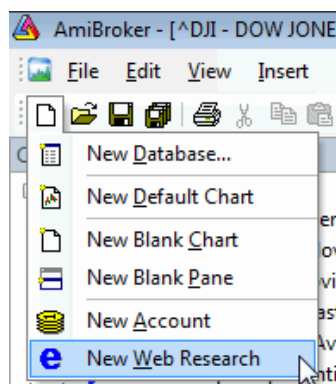 AmiBroker - [^DJI - DOW JONE
File Edit View Insert
New Database...
New Default Chart
New Blank Chart
New Blank Pane
New Account
New Web Research